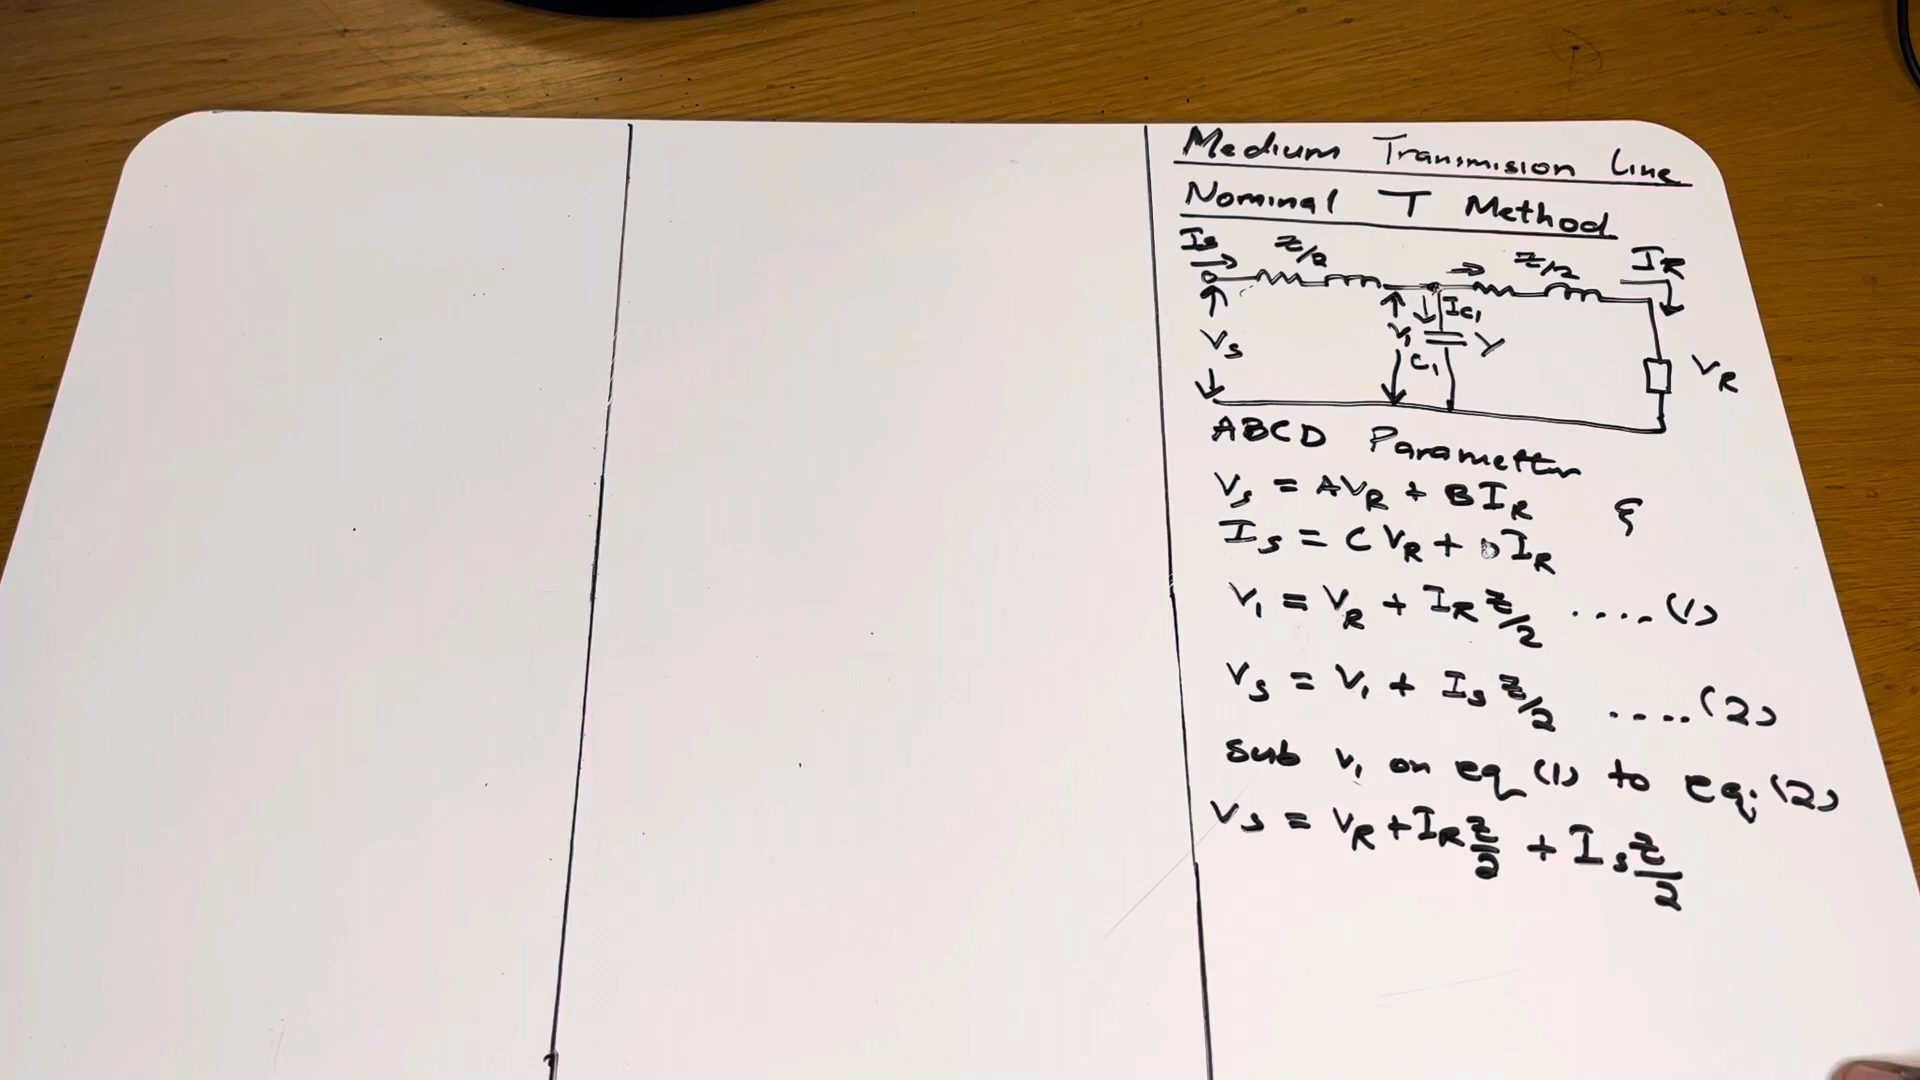 Medium Transmision Line
Nominal T Method
Is Z/2 Z/2 IR
Ic1
Vs V1 Y
C1 VR
ABCD Parametter
Vs = AVR + BIR &
Is = CVR + DIR
V1 = VR + IR Z/2 ....(1)
Vs = V1 + Is Z/2 ....(2)
Sub V1 on eq (1) to eq. (2)
Vs = VR + IR Z/2 + Is Z/2